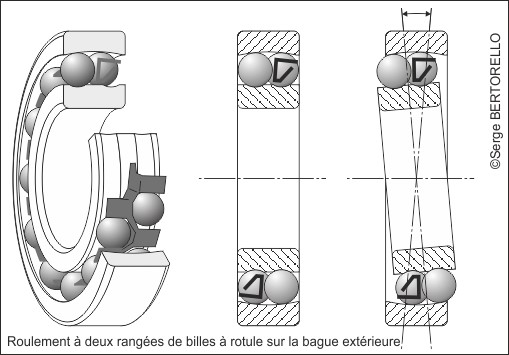 ©Serge BERTORELLO
Roulement à deux rangées de billes à rotule sur la bague extérieure